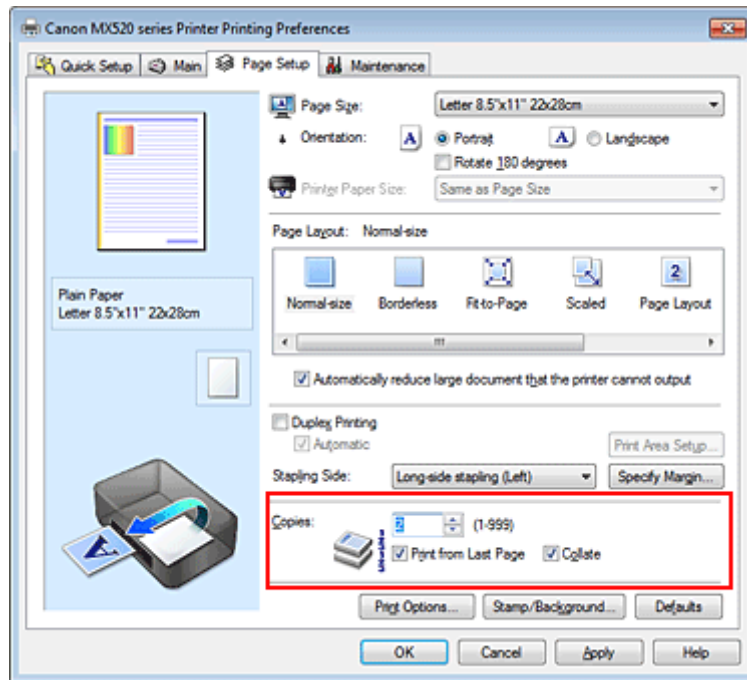 Canon MX520 series Printer Printing Preferences
Quick Setup Main Page Setup Maintenance
Page Size: Letter 8.5"x11" 22x28cm
Orientation: A Portrait A Landscape
Rotate 180 degrees
Printer Paper Size: Same as Page Size
Page Layout: Normal-size
2
Normal-size Borderless Fit-to-Page Scaled Page Layout
Plain Paper
Letter 8.5"x11" 22x28cm
Automatically reduce large document that the printer cannot output
Duplex Printing
Automatic Print Area Setup...
Stapling Side: Long-side stapling (Left) Specify Margin...
Copies: 2 (1-999)
Print from Last Page Collate
A
Print Options... Stamp/Background... Defaults
OK Cancel Apply Help